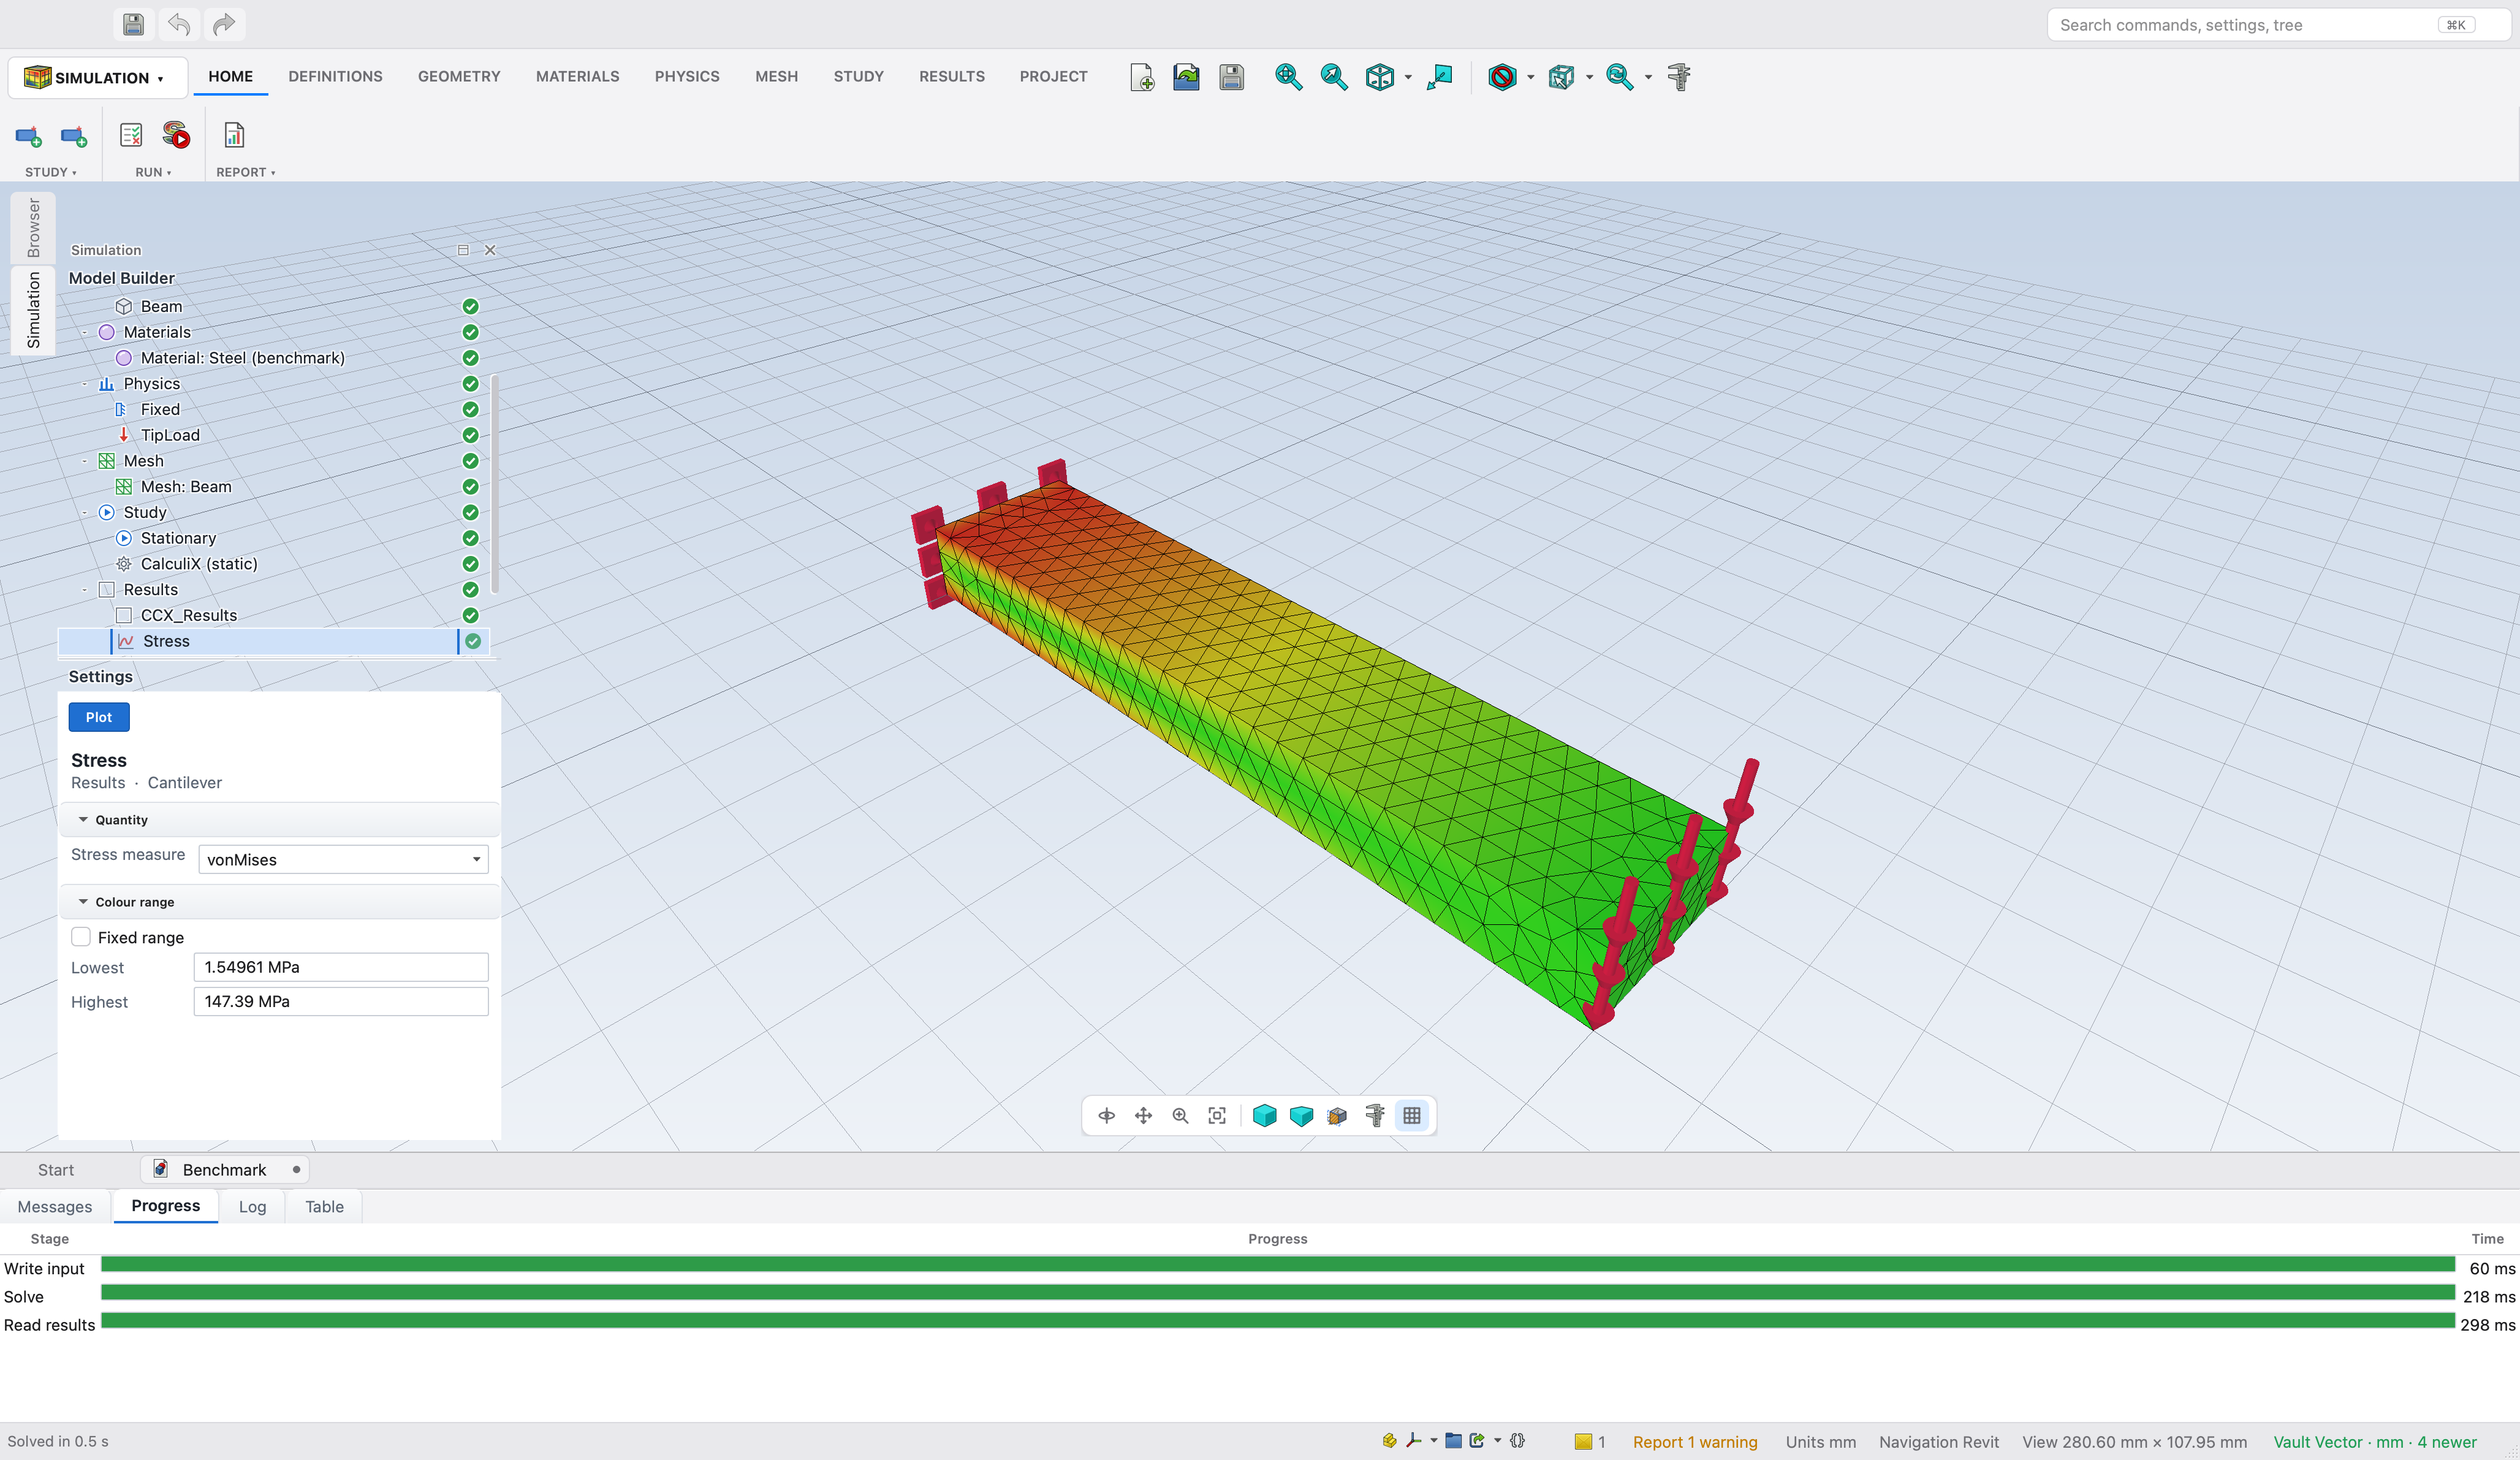 Search commands, settings, tree ⌘K
SIMULATION HOME DEFINITIONS GEOMETRY MATERIALS PHYSICS MESH STUDY RESULTS PROJECT
STUDY RUN REPORT
Browser
Simulation
Simulation
Model Builder
Beam
Materials
Material: Steel (benchmark)
Physics
Fixed
TipLoad
Mesh
Mesh: Beam
Study
Stationary
CalculiX (static)
Results
CCX_Results
Stress
Settings
Plot
Stress
Results · Cantilever
Quantity
Stress measure vonMises
Colour range
Fixed range
Lowest 1.54961 MPa
Highest 147.39 MPa
Start Benchmark
Messages Progress Log Table
Stage Progress Time
Write input 60 ms
Solve 218 ms
Read results 298 ms
Solved in 0.5 s 1 Report 1 warning Units mm Navigation Revit View 280.60 mm × 107.95 mm Vault Vector · mm · 4 newer